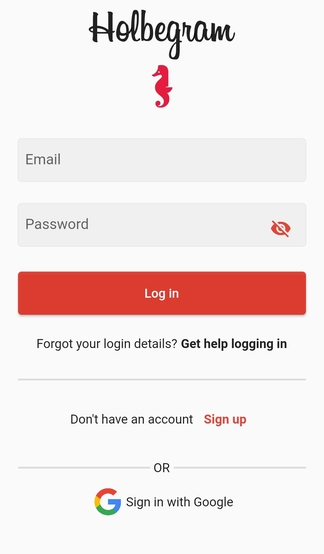 Holbegram
Email
Password
Log in
Forgot your login details? Get help logging in
Don't have an account Sign up
OR
Sign in with Google